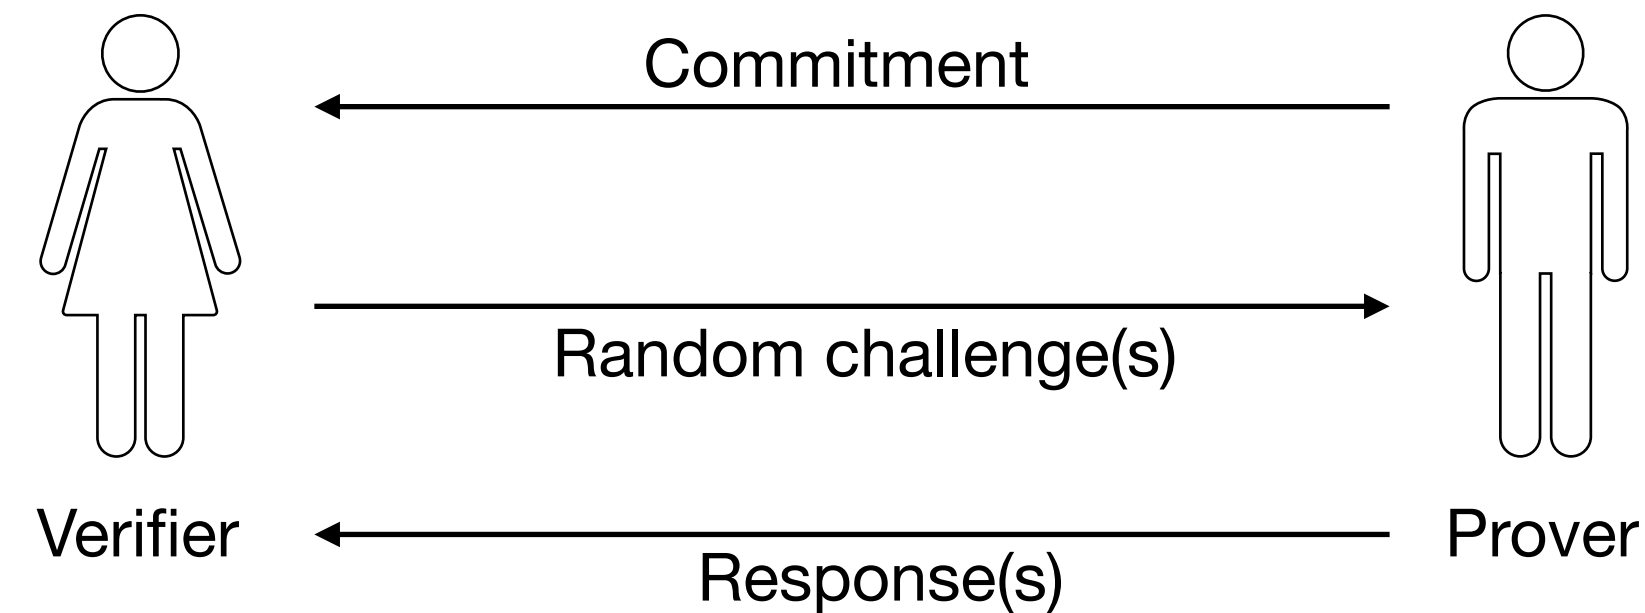 Commitment
Random challenge(s)
Verifier
Prover
Response(s)